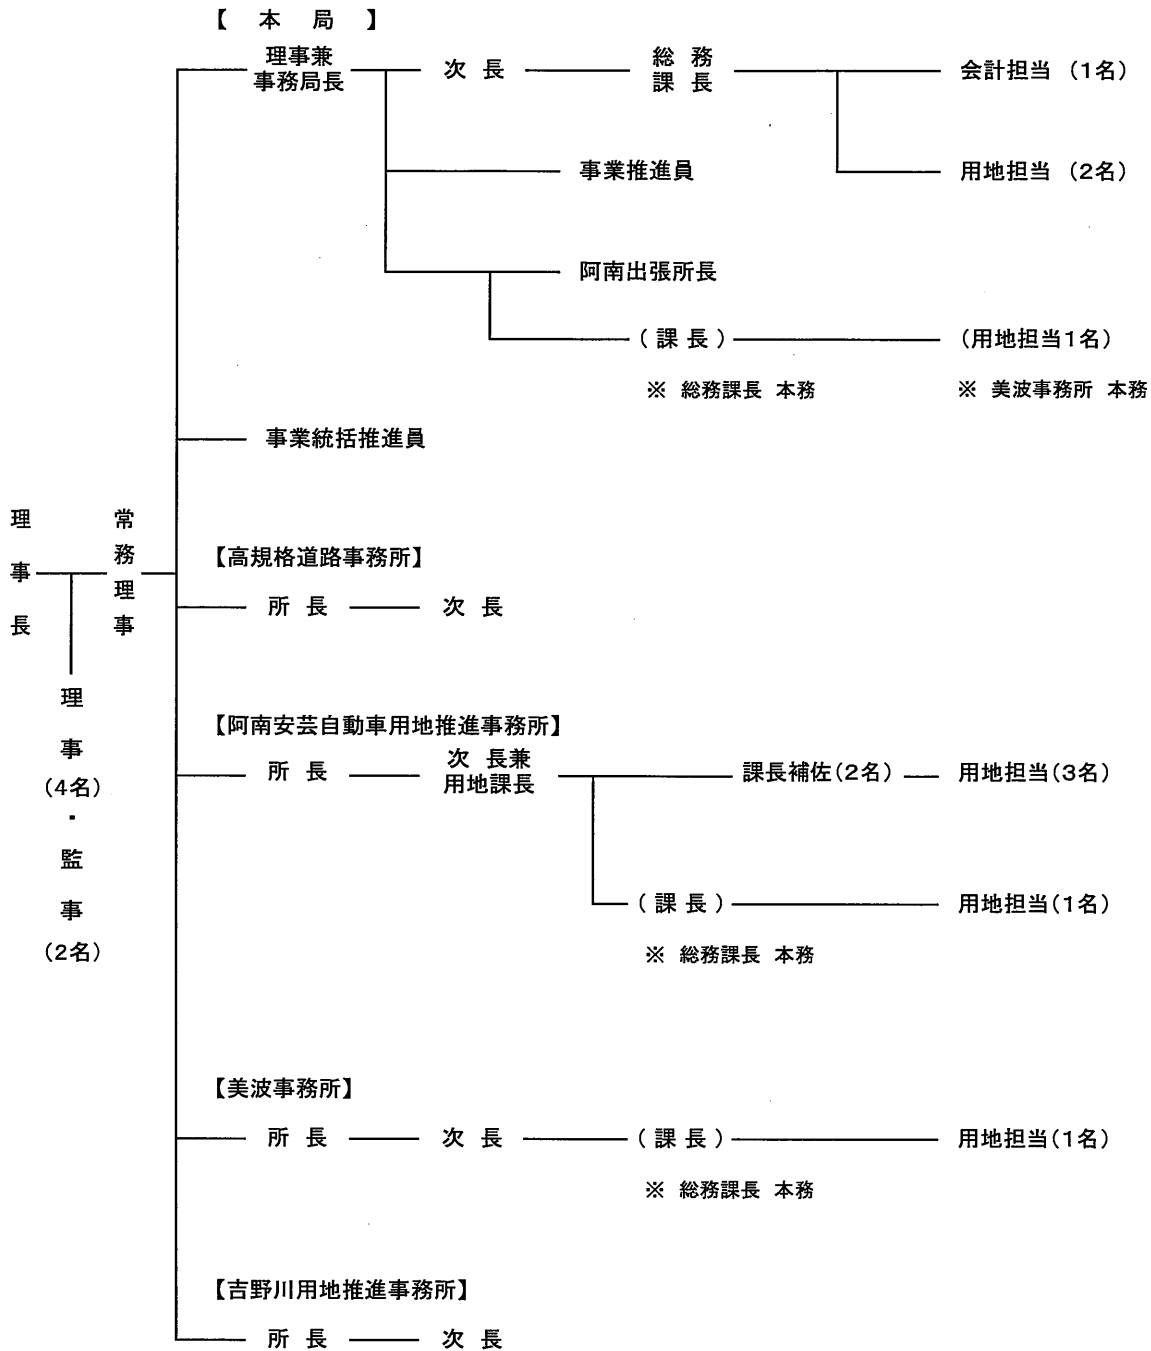 【 本 局 】
理事兼
事務局長
次 長
総 務
課 長
会計担当 （1名）
事業推進員
用地担当 （2名）
阿南出張所長
（ 課 長 ）
（用地担当1名）
※ 総務課長 本務
※ 美波事務所 本務
事業統括推進員
理事長
常務理事
理事（4名）・監事（2名）
【高規格道路事務所】
所 長
次 長
【阿南安芸自動車用地推進事務所】
所 長
次 長兼
用地課長
課長補佐（2名）
用地担当（3名）
（ 課 長 ）
用地担当（1名）
※ 総務課長 本務
【美波事務所】
所 長
次 長
（ 課 長 ）
用地担当（1名）
※ 総務課長 本務
【吉野川用地推進事務所】
所 長
次 長